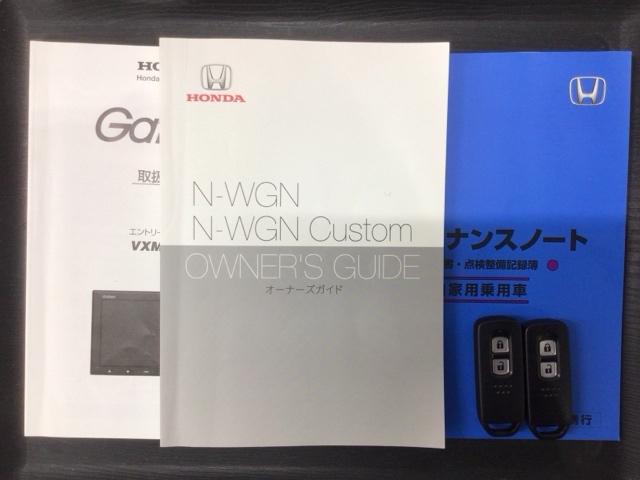 HONDA
N-WGN
N-WGN Custom
OWNER'S GUIDE
オーナーズガイド
HO
Honda
Ga
取扱
エントリー
VXM
ナンスノート
・点検整備記録簿
家用乗用車
行